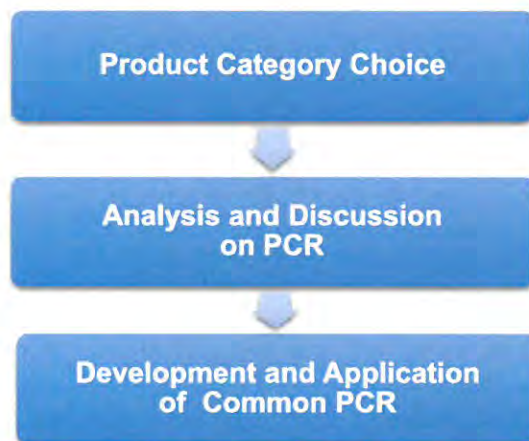 Product Category Choice
Analysis and Discussion
on PCR
Development and Application
of Common PCR